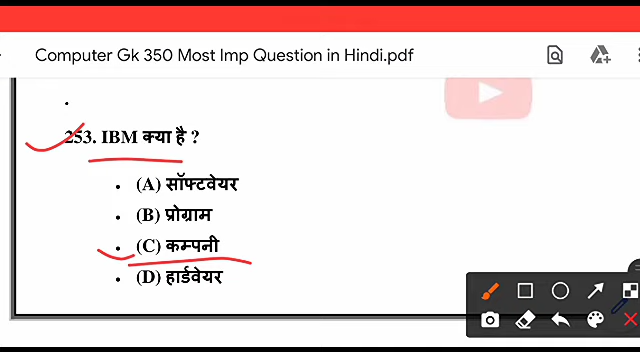 Computer Gk 350 Most Imp Question in Hindi.pdf
253. IBM क्या है ?
(A) सॉफ्टवेयर
(B) प्रोग्राम
(C) कम्पनी
(D) हार्डवेयर